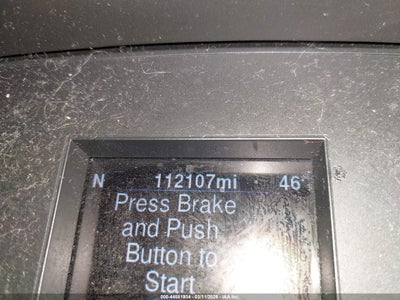 N 112107mi 46°
Press Brake
and Push
Button to
Start